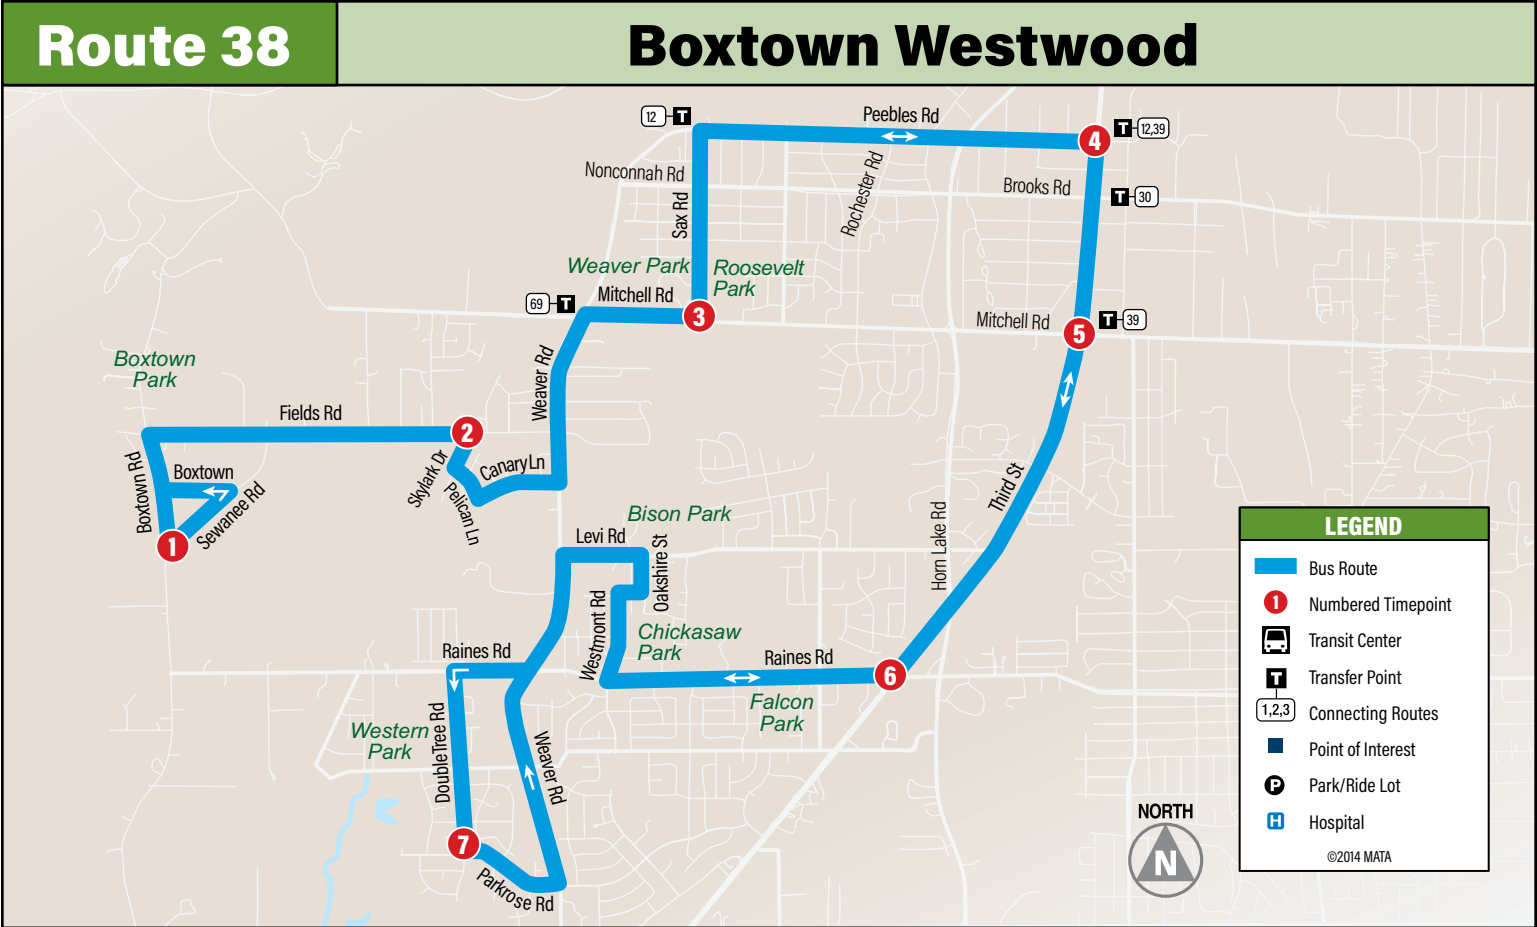 Route 38
Boxtown Westwood
12
T
Peebles Rd
4
T
12,39
Nonconnah Rd
Sax Rd
Rochester Rd
Brooks Rd
T
30
Weaver Park
Roosevelt
Park
69
T
Mitchell Rd
3
Mitchell Rd
5
T
39
Boxtown
Park
Weaver Rd
Fields Rd
2
Boxtown Rd
Boxtown
Sewanee Rd
1
Skylark Dr
Pelican Ln
Canary Ln
Third St
Horn Lake Rd
Bison Park
Levi Rd
Oakshire St
Westmont Rd
Chickasaw
Park
Raines Rd
Raines Rd
6
Falcon
Park
Western
Park
DoubleTree Rd
Weaver Rd
7
Parkrose Rd
NORTH
N
LEGEND
Bus Route
1
Numbered Timepoint
Transit Center
T
Transfer Point
1,2,3
Connecting Routes
Point of Interest
P
Park/Ride Lot
H
Hospital
©2014 MATA